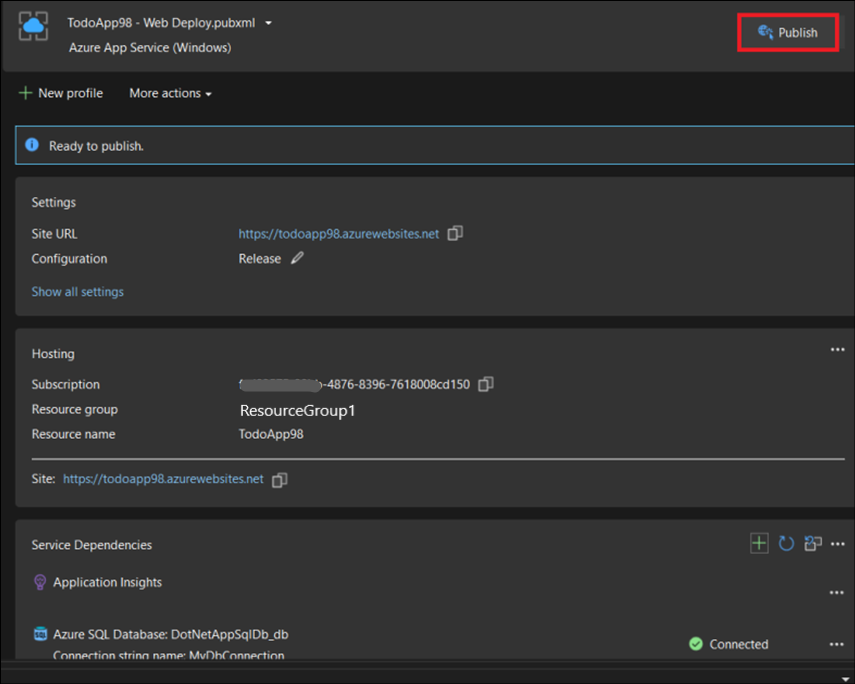 TodoApp98 - Web Deploy.pubxml
Azure App Service (Windows)
Publish
New profile More actions
Ready to publish.
Settings
Site URL https://todoapp98.azurewebsites.net
Configuration Release
Show all settings
Hosting
Subscription -4876-8396-7618008cd150
Resource group ResourceGroup1
Resource name TodoApp98
Site: https://todoapp98.azurewebsites.net
Service Dependencies
Application Insights
Azure SQL Database: DotNetAppSqlDb_db
Connected
Connection string name: MyDbConnection